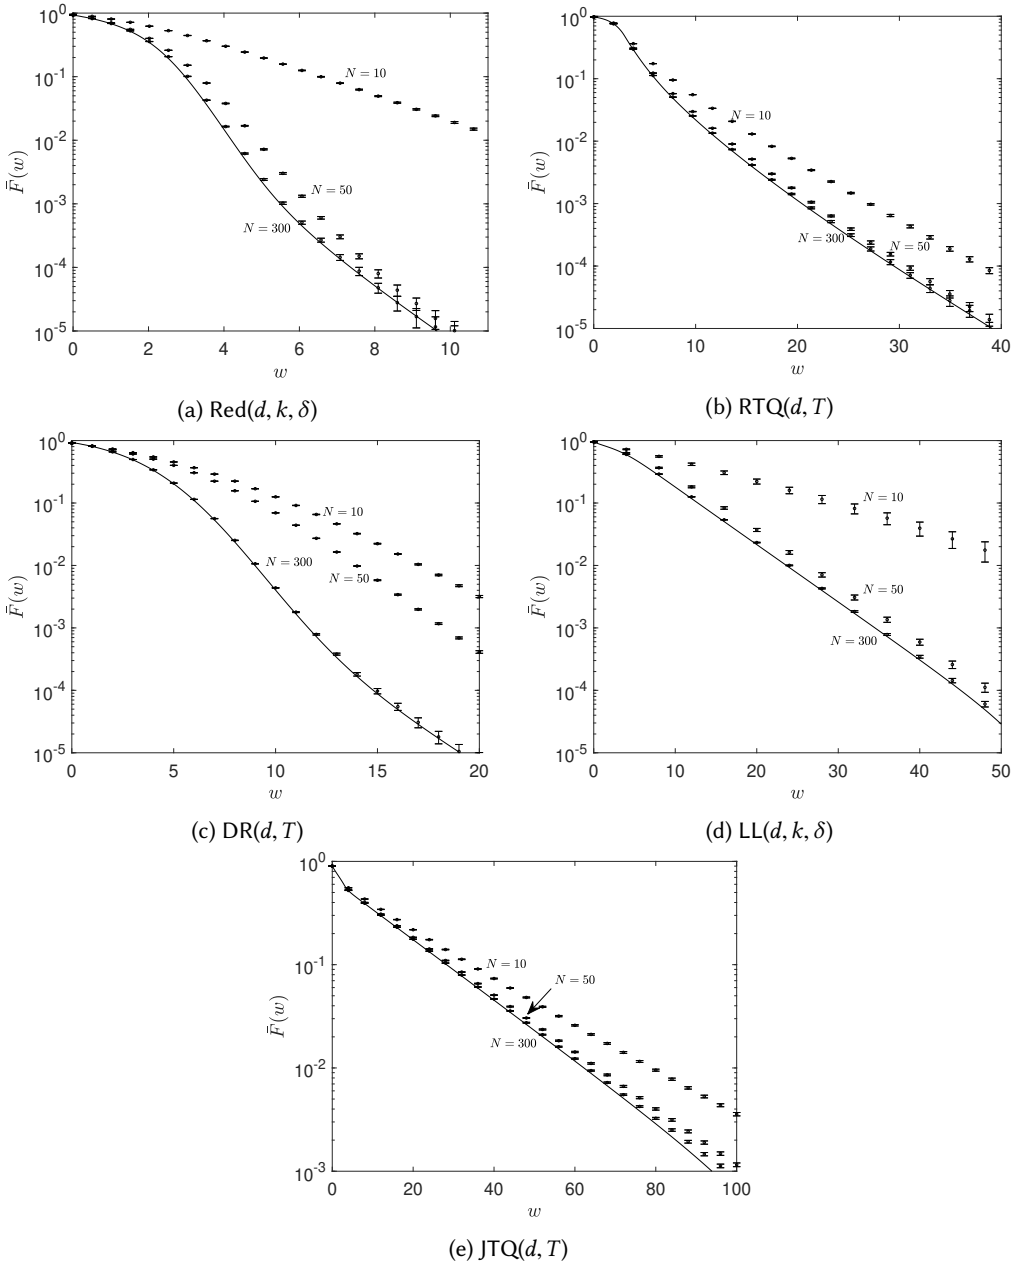 10^0
10^-1
10^-2
10^-3
10^-4
10^-5
F̄(w)
N = 10
N = 50
N = 300
0 2 4 6 8 10
w
(a) Red(d, k, δ)
10^0
10^-1
10^-2
10^-3
10^-4
10^-5
F̄(w)
N = 10
N = 300
N = 50
0 10 20 30 40
w
(b) RTQ(d, T)
10^0
10^-1
10^-2
10^-3
10^-4
10^-5
F̄(w)
N = 10
N = 300
N = 50
0 5 10 15 20
w
(c) DR(d, T)
10^0
10^-1
10^-2
10^-3
10^-4
10^-5
F̄(w)
N = 10
N = 50
N = 300
0 10 20 30 40 50
w
(d) LL(d, k, δ)
10^0
10^-1
10^-2
10^-3
F̄(w)
N = 10
N = 50
N = 300
0 20 40 60 80 100
w
(e) JTQ(d, T)